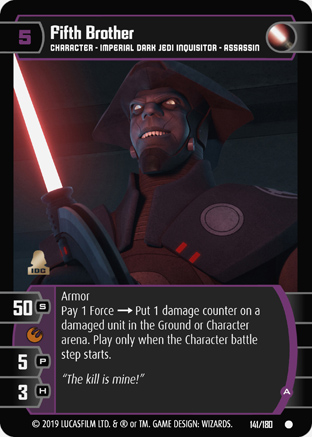 5
Fifth Brother
CHARACTER - IMPERIAL DARK JEDI INQUISITOR - ASSASSIN
IDC
50 S
5 P
3 H
Armor
Pay 1 Force → Put 1 damage counter on a
damaged unit in the Ground or Character
arena. Play only when the Character battle
step starts.
“The kill is mine!”
A
© 2019 LUCASFILM LTD. & ® or TM. GAME DESIGN: WIZARDS.
141/180